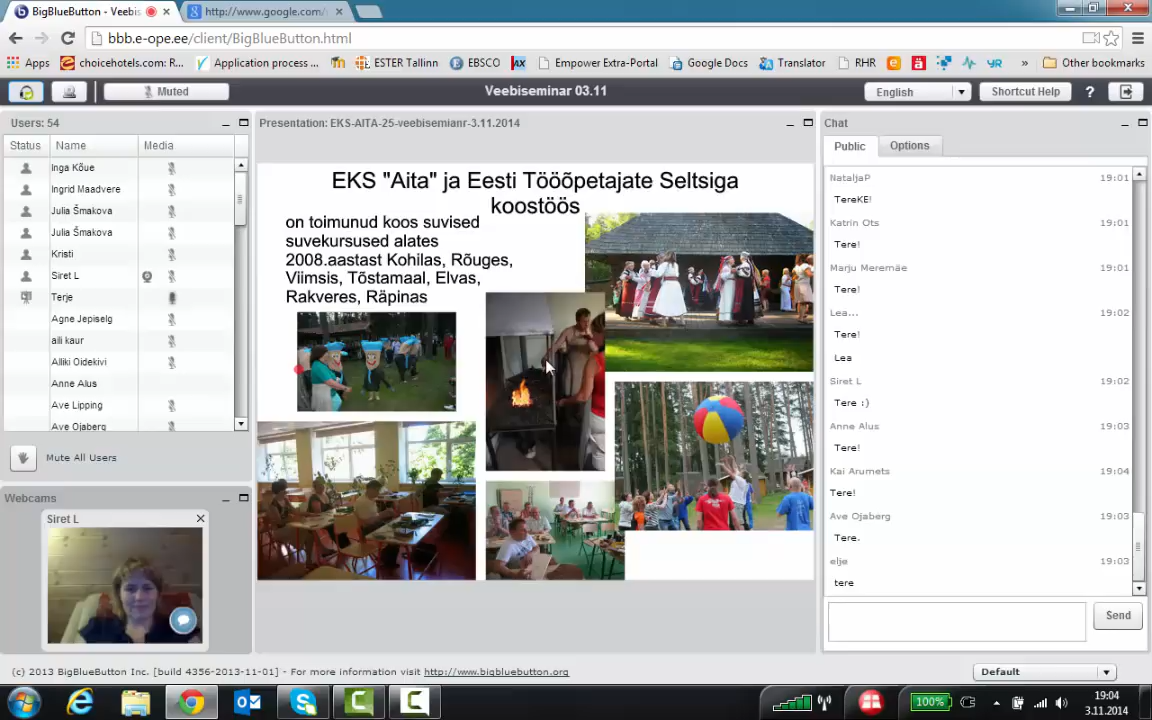 BigBlueButton - Veebis
http://www.google.com/
bbb.e-ope.ee/client/BigBlueButton.html
Apps
choicehotels.com: R...
Application process ...
ESTER Tallinn
EBSCO
Empower Extra-Portal
Google Docs
Translator
RHR
»
Other bookmarks
Muted
Veebiseminar 03.11
English
Shortcut Help
?
Users: 54
Status
Name
Media
Inga Kõue
Ingrid Maadvere
Julia Šmakova
Julia Šmakova
Kristi
Siret L
Terje
Agne Jepiselg
aili kaur
Alliki Oidekivi
Anne Alus
Ave Lipping
Ave Ojaberg
Mute All Users
Webcams
Siret L
Presentation: EKS-AITA-25-veebisemianr-3.11.2014
EKS "Aita" ja Eesti Tööõpetajate Seltsiga
koostöös
on toimunud koos suvised
suvekursused alates
2008.aastast Kohilas, Rõuges,
Viimsis, Tõstamaal, Elvas,
Rakveres, Räpinas
Chat
Public
Options
NataljaP 19:01
TereKE!
Katrin Ots 19:01
Tere!
Marju Meremäe 19:01
Tere!
Lea... 19:02
Tere!
Lea
Siret L 19:02
Tere :)
Anne Alus 19:03
Tere!
Kai Arumets 19:04
Tere!
Ave Ojaberg 19:03
Tere.
elje 19:03
tere
Send
(c) 2013 BigBlueButton Inc. [build 4356-2013-11-01] - For more information visit http://www.bigbluebutton.org
Default
100%
19:04
3.11.2014